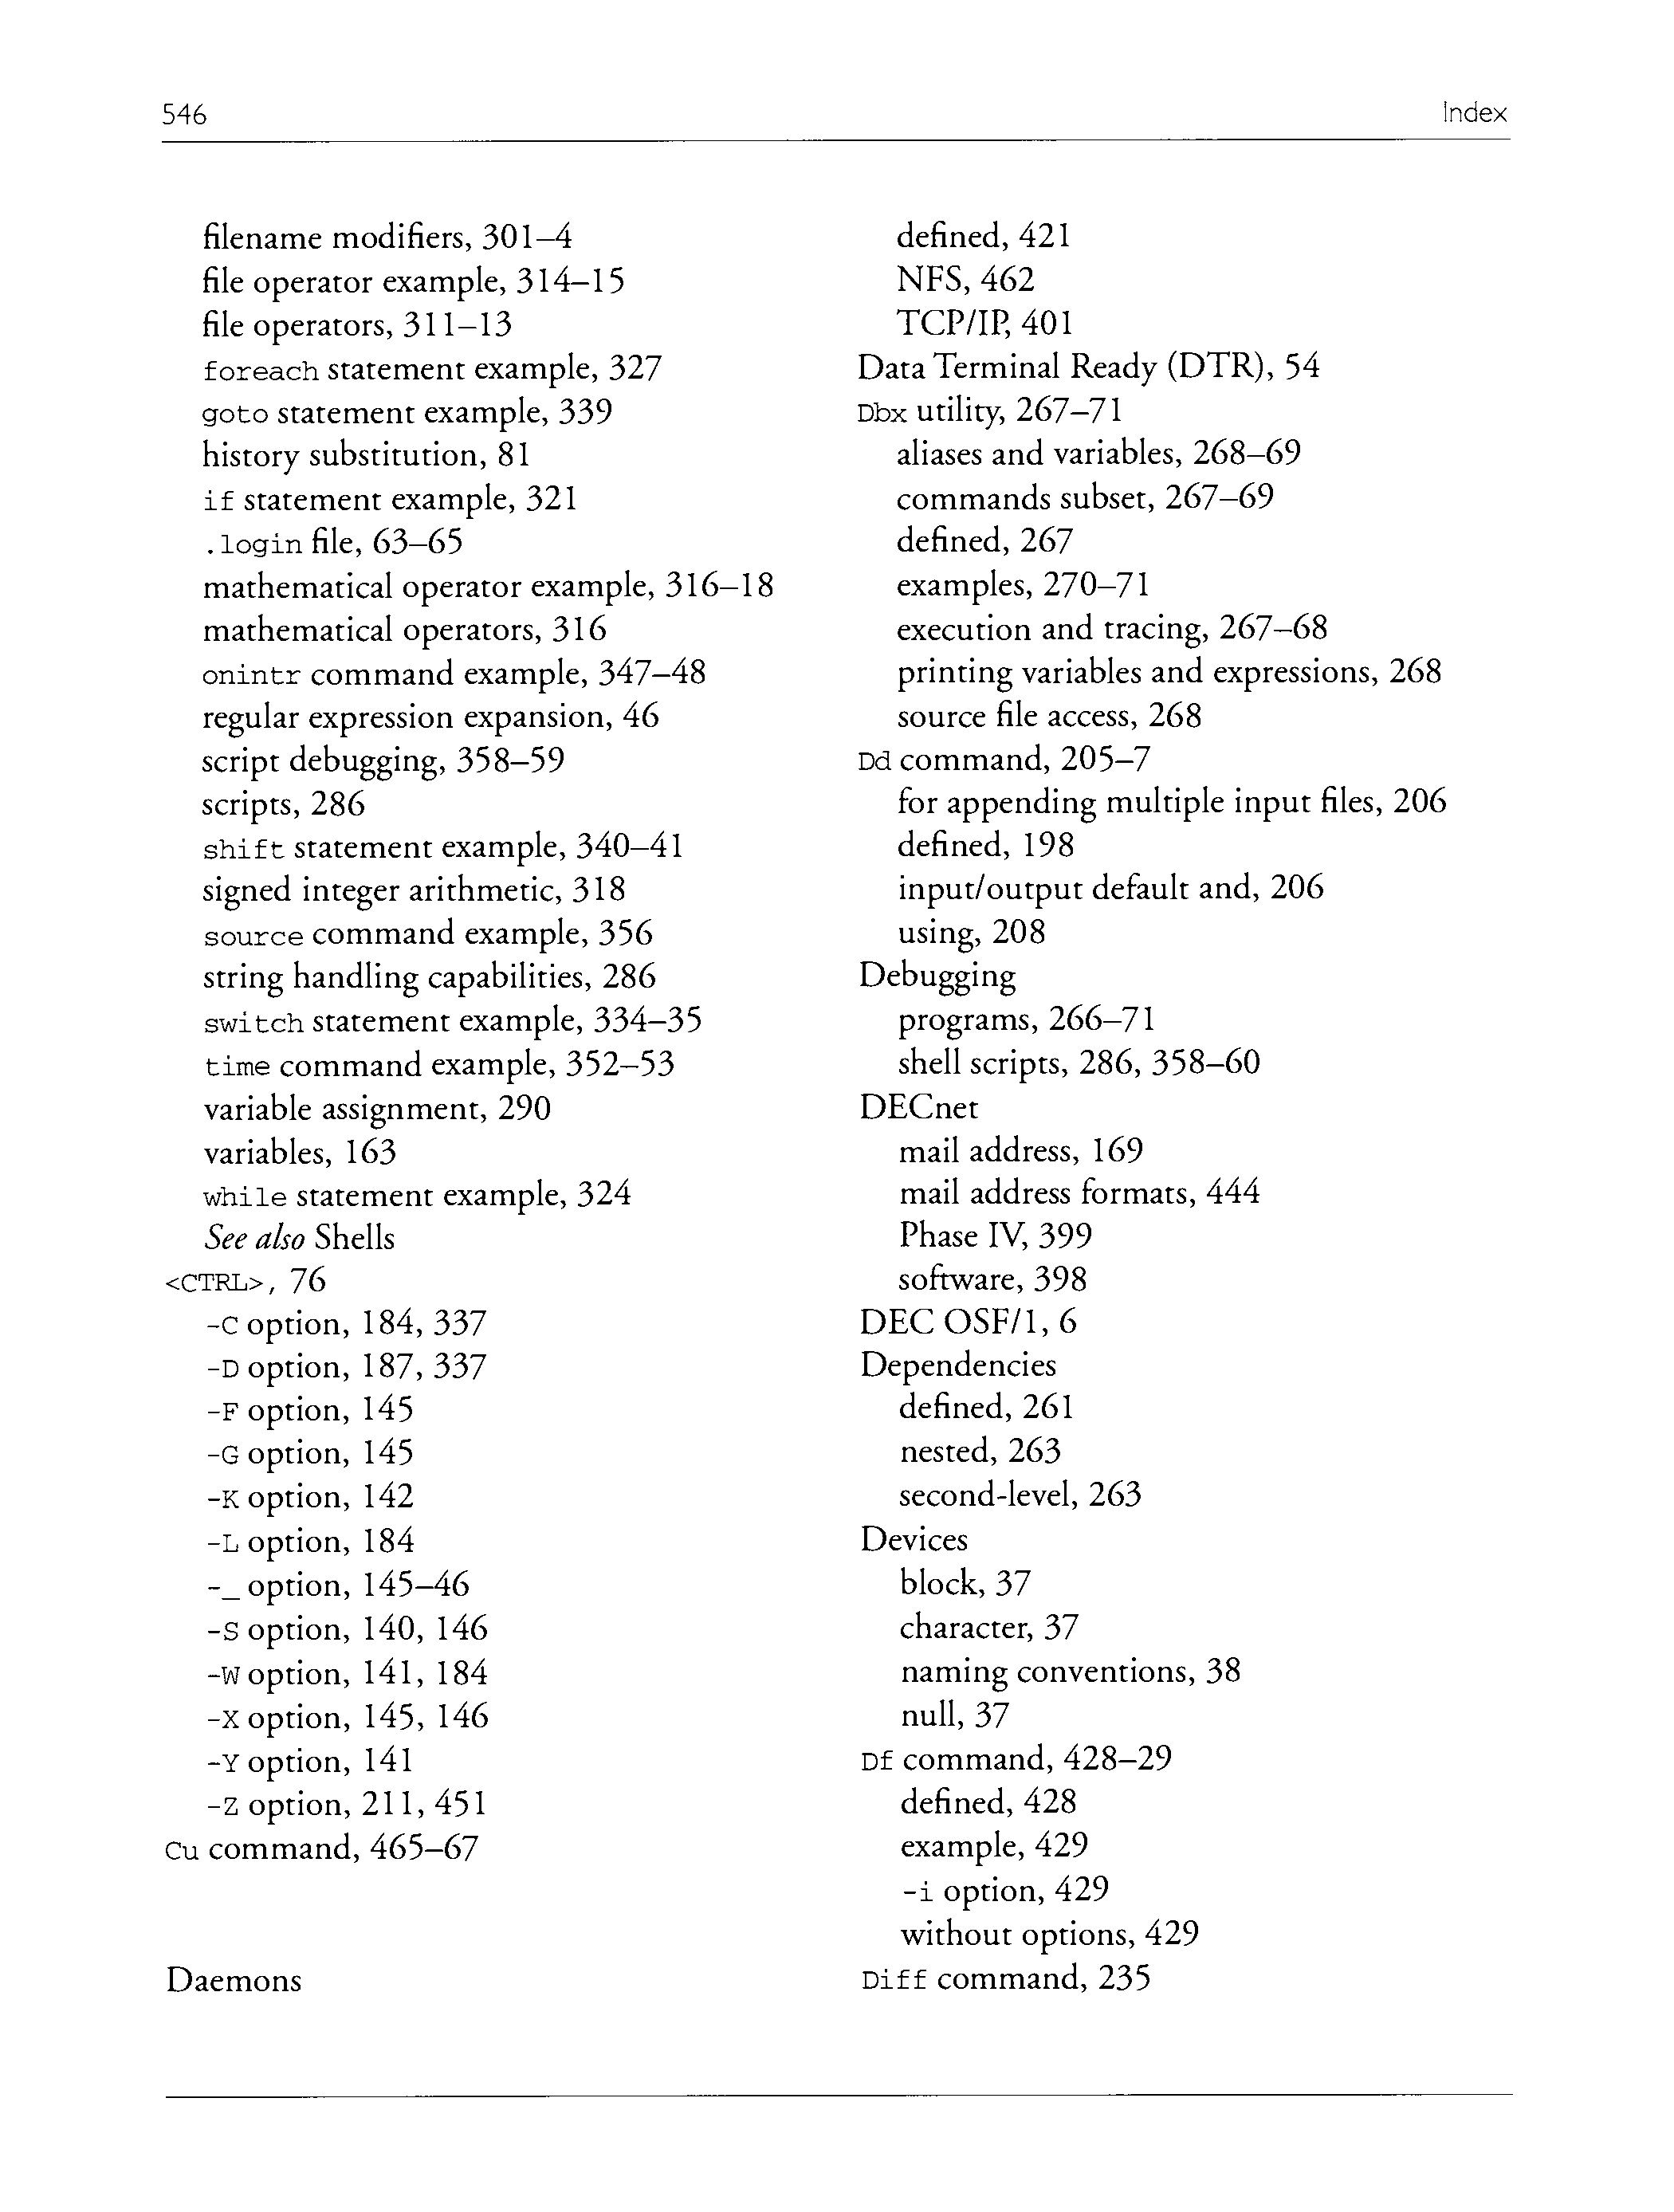 546 Index
filename modifiers, 301–4
file operator example, 314–15
file operators, 311–13
foreach statement example, 327
goto statement example, 339
history substitution, 81
if statement example, 321
.login file, 63–65
mathematical operator example, 316–18
mathematical operators, 316
onintr command example, 347–48
regular expression expansion, 46
script debugging, 358–59
scripts, 286
shift statement example, 340–41
signed integer arithmetic, 318
source command example, 356
string handling capabilities, 286
switch statement example, 334–35
time command example, 352–53
variable assignment, 290
variables, 163
while statement example, 324
See also Shells
<CTRL>, 76
-C option, 184, 337
-D option, 187, 337
-F option, 145
-G option, 145
-K option, 142
-L option, 184
-_ option, 145–46
-S option, 140, 146
-W option, 141, 184
-X option, 145, 146
-Y option, 141
-Z option, 211, 451
Cu command, 465–67
Daemons
defined, 421
NFS, 462
TCP/IP, 401
Data Terminal Ready (DTR), 54
Dbx utility, 267–71
aliases and variables, 268–69
commands subset, 267–69
defined, 267
examples, 270–71
execution and tracing, 267–68
printing variables and expressions, 268
source file access, 268
Dd command, 205–7
for appending multiple input files, 206
defined, 198
input/output default and, 206
using, 208
Debugging
programs, 266–71
shell scripts, 286, 358–60
DECnet
mail address, 169
mail address formats, 444
Phase IV, 399
software, 398
DEC OSF/1, 6
Dependencies
defined, 261
nested, 263
second-level, 263
Devices
block, 37
character, 37
naming conventions, 38
null, 37
Df command, 428–29
defined, 428
example, 429
-i option, 429
without options, 429
Diff command, 235